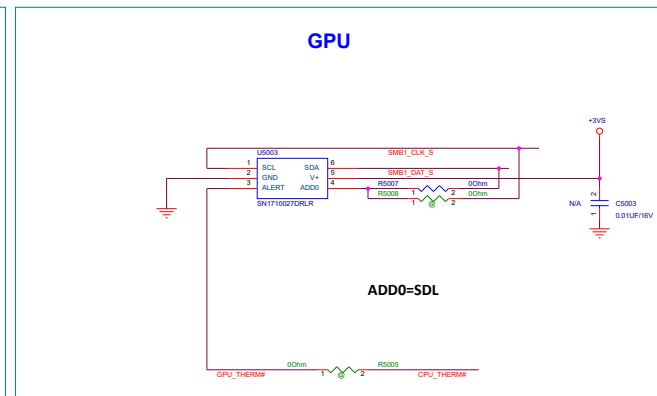 GPU
+3VS
U5003
SMB1_CLK_S
1 SCL SDA 6
SMB1_DAT_S
2 GND V+ 5
3 ALERT ADD0 4
R5007 0Ohm
1 2
R5008 0Ohm
1 @ 2
SN1710027DRLR
2
N/A C5003
1
0.01UF/16V
ADD0=SDL
0Ohm R5005
GPU_THERM# 1 @ 2 CPU_THERM#